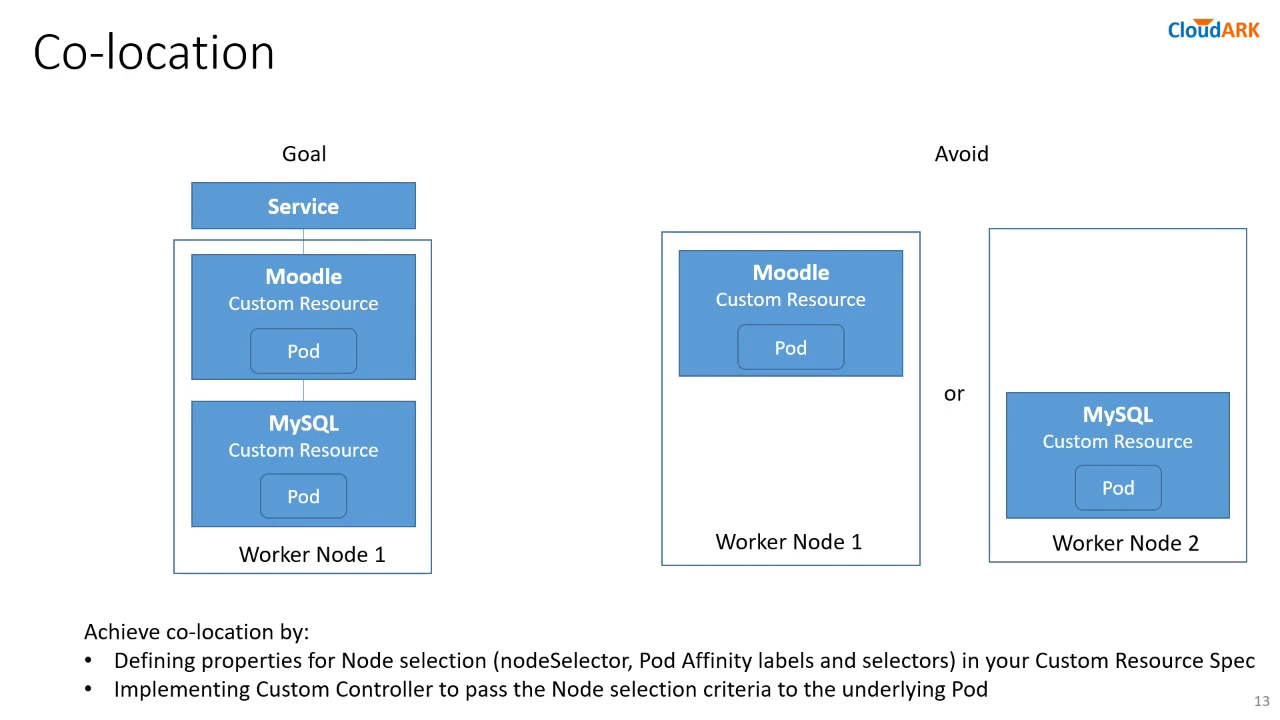 Co-location
CloudARK
Goal
Service
Moodle
Custom Resource
Pod
MySQL
Custom Resource
Pod
Worker Node 1
Avoid
Moodle
Custom Resource
Pod
Worker Node 1
or
MySQL
Custom Resource
Pod
Worker Node 2
Achieve co-location by:
• Defining properties for Node selection (nodeSelector, Pod Affinity labels and selectors) in your Custom Resource Spec
• Implementing Custom Controller to pass the Node selection criteria to the underlying Pod
13